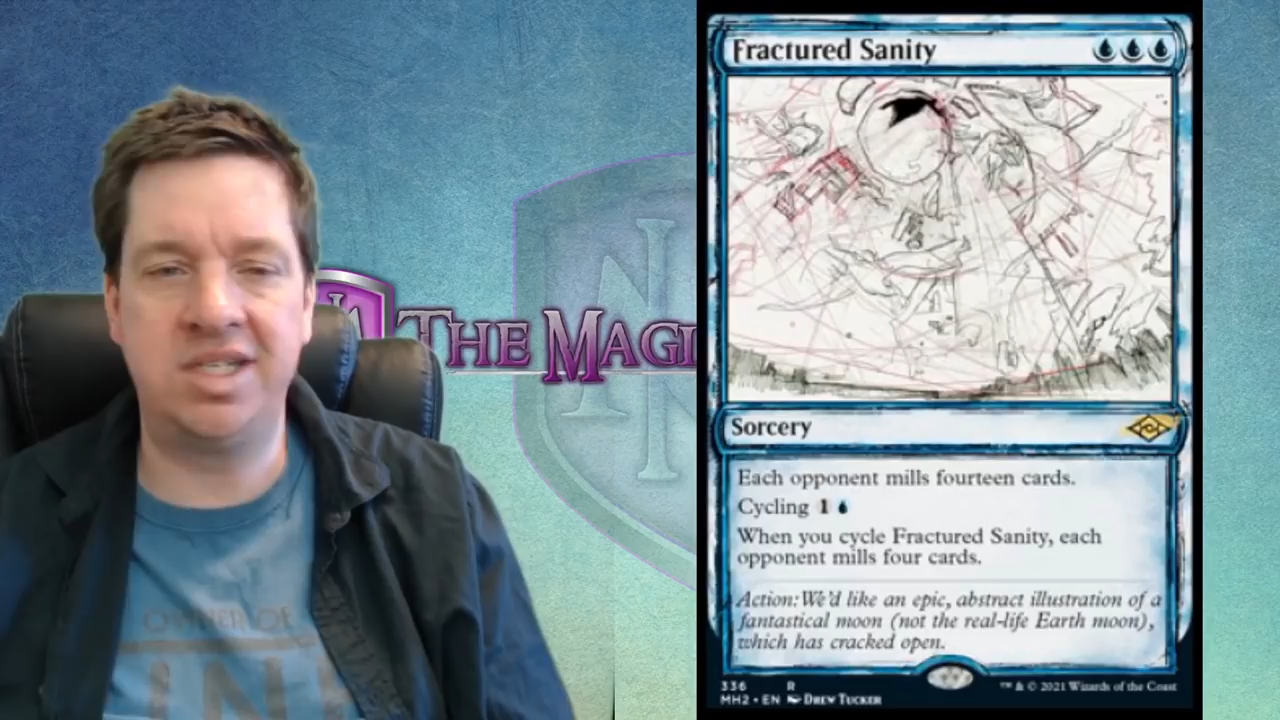 OWNER OF
THE MAGI
Fractured Sanity
Sorcery
Each opponent mills fourteen cards.
Cycling 1
When you cycle Fractured Sanity, each
opponent mills four cards.
Action: We'd like an epic, abstract illustration of a
fantastical moon (not the real-life Earth moon),
which has cracked open.
336 R
MH2 • EN DREW TUCKER
™ & © 2021 Wizards of the Coast